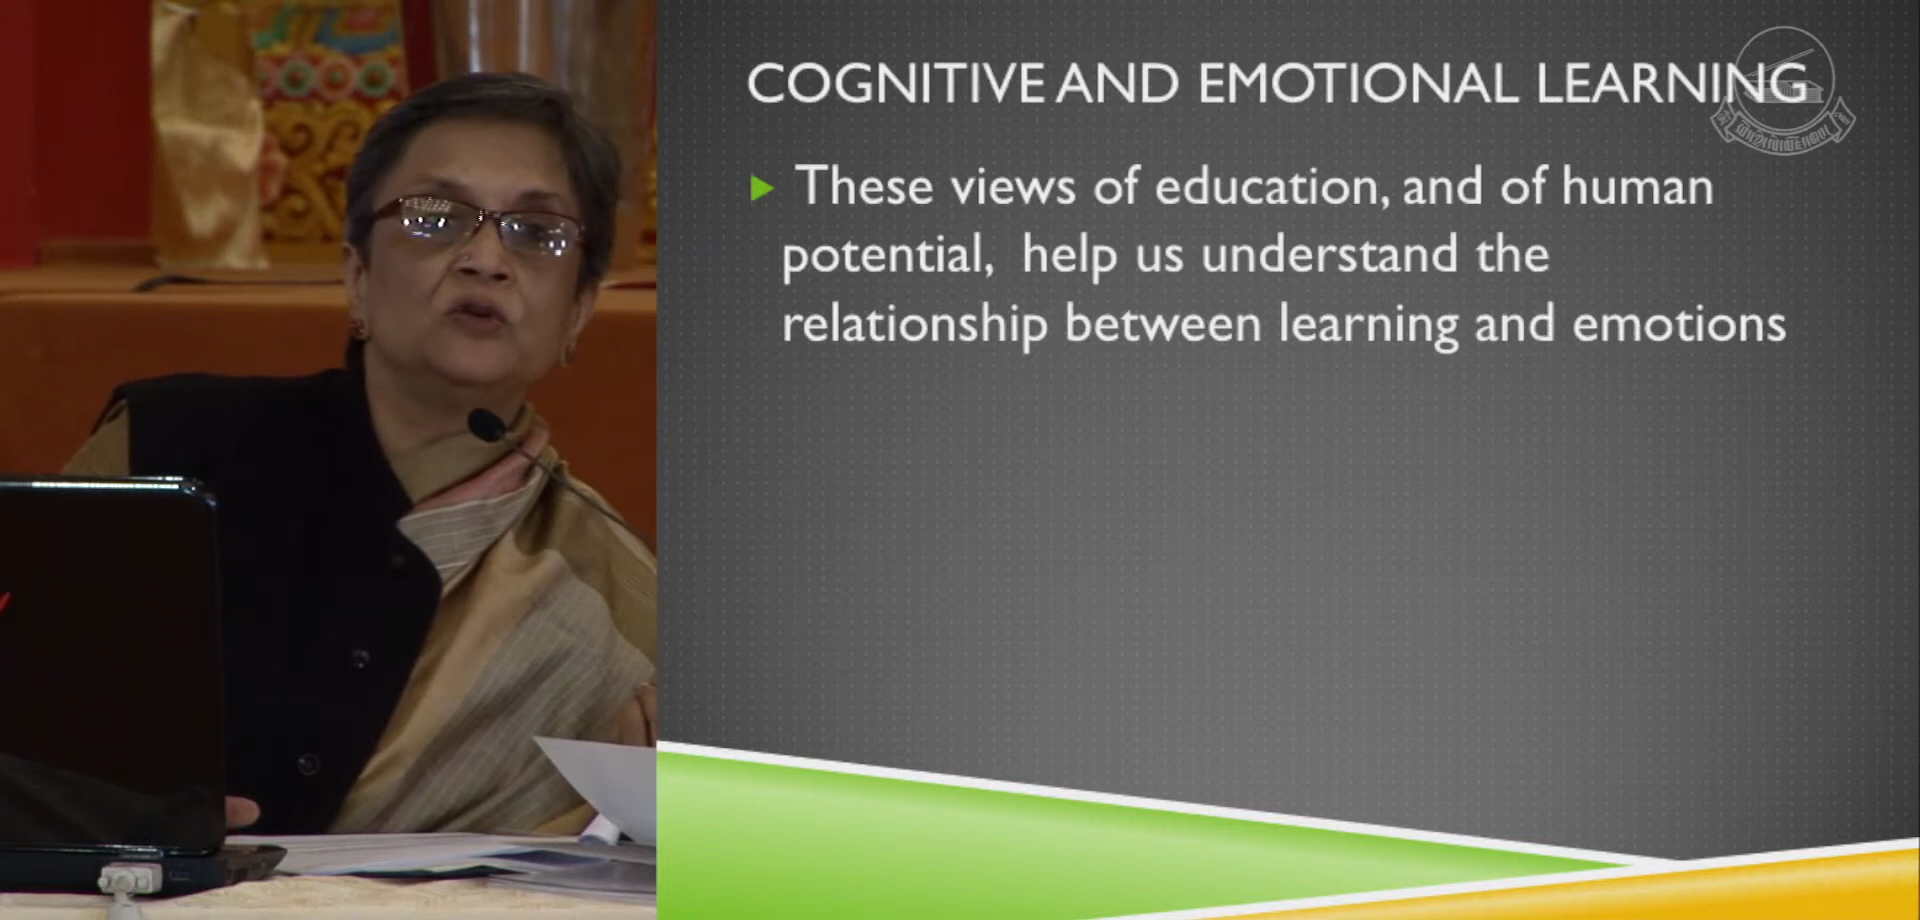 COGNITIVE AND EMOTIONAL LEARNING
These views of education, and of human
potential, help us understand the
relationship between learning and emotions